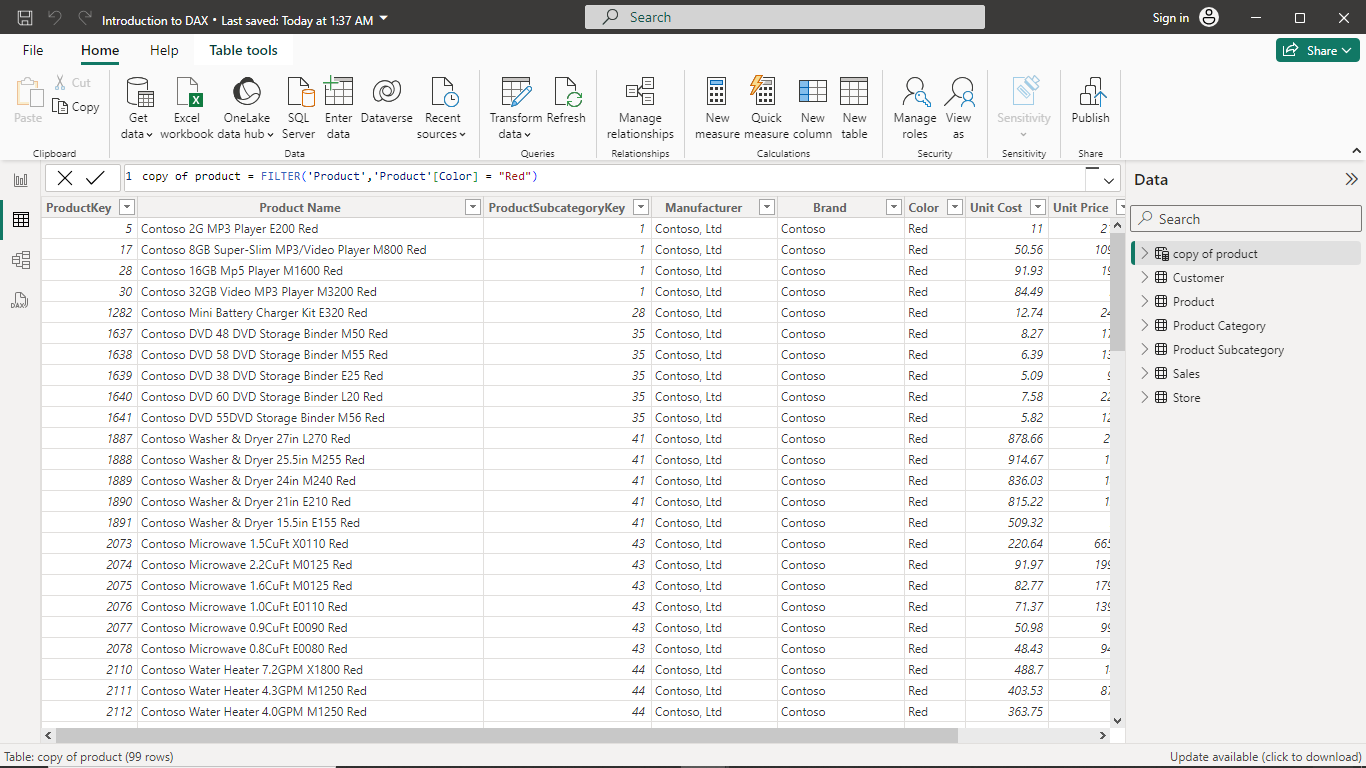 Introduction to DAX • Last saved: Today at 1:37 AM
Search
Sign in
File Home Help Table tools
Share
Paste
Cut
Copy
Clipboard
Get data
Excel workbook
OneLake data hub
SQL Server
Enter data
Dataverse
Recent sources
Data
Transform data
Refresh
Queries
Manage relationships
Relationships
New measure
Quick measure
New column
New table
Calculations
Manage roles
View as
Security
Sensitivity
Sensitivity
Publish
Share
1 copy of product = FILTER('Product','Product'[Color] = "Red")
ProductKey Product Name ProductSubcategoryKey Manufacturer Brand Color Unit Cost Unit Price
5 Contoso 2G MP3 Player E200 Red 1 Contoso, Ltd Contoso Red 11
17 Contoso 8GB Super-Slim MP3/Video Player M800 Red 1 Contoso, Ltd Contoso Red 50.56
28 Contoso 16GB Mp5 Player M1600 Red 1 Contoso, Ltd Contoso Red 91.93
30 Contoso 32GB Video MP3 Player M3200 Red 1 Contoso, Ltd Contoso Red 84.49
1282 Contoso Mini Battery Charger Kit E320 Red 28 Contoso, Ltd Contoso Red 12.74
1637 Contoso DVD 48 DVD Storage Binder M50 Red 35 Contoso, Ltd Contoso Red 8.27
1638 Contoso DVD 58 DVD Storage Binder M55 Red 35 Contoso, Ltd Contoso Red 6.39
1639 Contoso DVD 38 DVD Storage Binder E25 Red 35 Contoso, Ltd Contoso Red 5.09
1640 Contoso DVD 60 DVD Storage Binder L20 Red 35 Contoso, Ltd Contoso Red 7.58
1641 Contoso DVD 55DVD Storage Binder M56 Red 35 Contoso, Ltd Contoso Red 5.82
1887 Contoso Washer & Dryer 27in L270 Red 41 Contoso, Ltd Contoso Red 878.66
1888 Contoso Washer & Dryer 25.5in M255 Red 41 Contoso, Ltd Contoso Red 914.67
1889 Contoso Washer & Dryer 24in M240 Red 41 Contoso, Ltd Contoso Red 836.03
1890 Contoso Washer & Dryer 21in E210 Red 41 Contoso, Ltd Contoso Red 815.22
1891 Contoso Washer & Dryer 15.5in E155 Red 41 Contoso, Ltd Contoso Red 509.32
2073 Contoso Microwave 1.5CuFt X0110 Red 43 Contoso, Ltd Contoso Red 220.64
2074 Contoso Microwave 2.2CuFt M0125 Red 43 Contoso, Ltd Contoso Red 91.97
2075 Contoso Microwave 1.6CuFt M0125 Red 43 Contoso, Ltd Contoso Red 82.77
2076 Contoso Microwave 1.0CuFt E0110 Red 43 Contoso, Ltd Contoso Red 71.37
2077 Contoso Microwave 0.9CuFt E0090 Red 43 Contoso, Ltd Contoso Red 50.98
2078 Contoso Microwave 0.8CuFt E0080 Red 43 Contoso, Ltd Contoso Red 48.43
2110 Contoso Water Heater 7.2GPM X1800 Red 44 Contoso, Ltd Contoso Red 488.7
2111 Contoso Water Heater 4.3GPM M1250 Red 44 Contoso, Ltd Contoso Red 403.53
2112 Contoso Water Heater 4.0GPM M1250 Red 44 Contoso, Ltd Contoso Red 363.75
Data
Search
copy of product
Customer
Product
Product Category
Product Subcategory
Sales
Store
Table: copy of product (99 rows)
Update available (click to download)